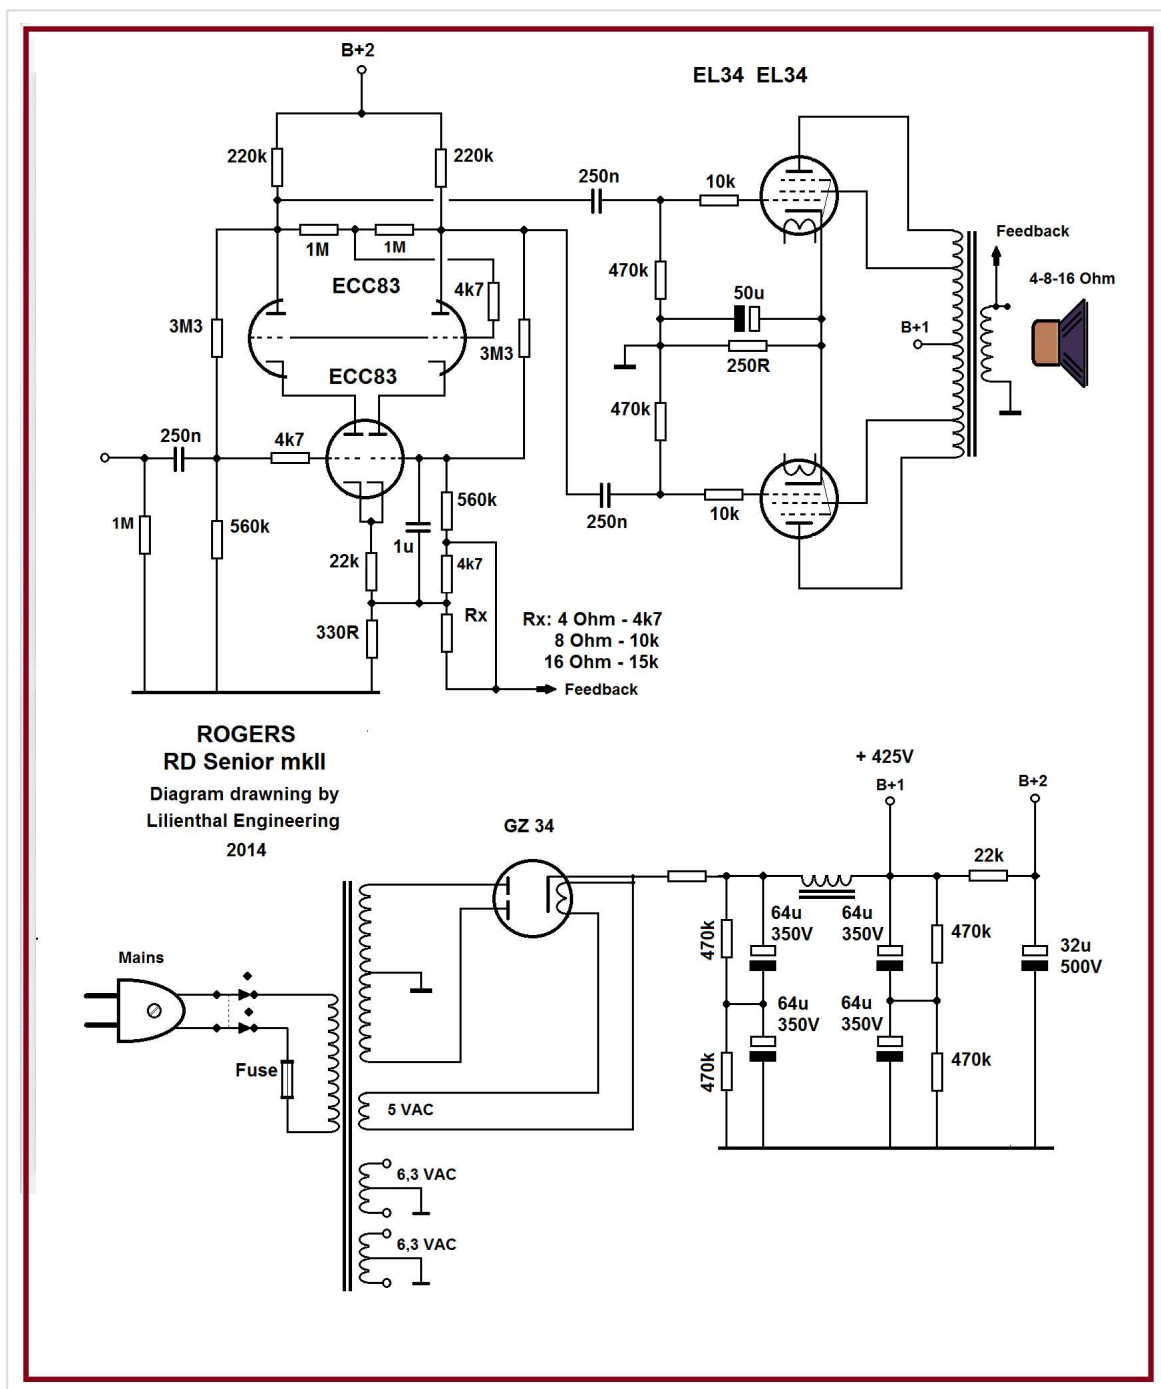 B+2
EL34 EL34
220k
220k
250n
10k
1M
1M
Feedback
ECC83
4k7
470k
50u
4-8-16 Ohm
3M3
3M3
B+1
250R
ECC83
470k
250n
4k7
560k
10k
250n
1M
560k
1u
22k
4k7
Rx
330R
Rx: 4 Ohm - 4k7
8 Ohm - 10k
16 Ohm - 15k
Feedback
ROGERS
RD Senior mkII
Diagram drawning by
Lilienthal Engineering
2014
+ 425V
B+1
B+2
GZ 34
22k
64u
350V
64u
350V
470k
470k
32u
500V
Mains
64u
350V
64u
350V
Fuse
470k
470k
5 VAC
6,3 VAC
6,3 VAC